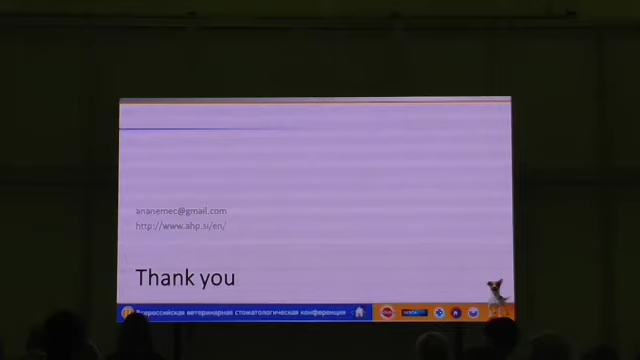 ananemec@gmail.com
http://www.ahp.si/en/
Thank you
Всероссийская ветеринарная стоматологическая конференция